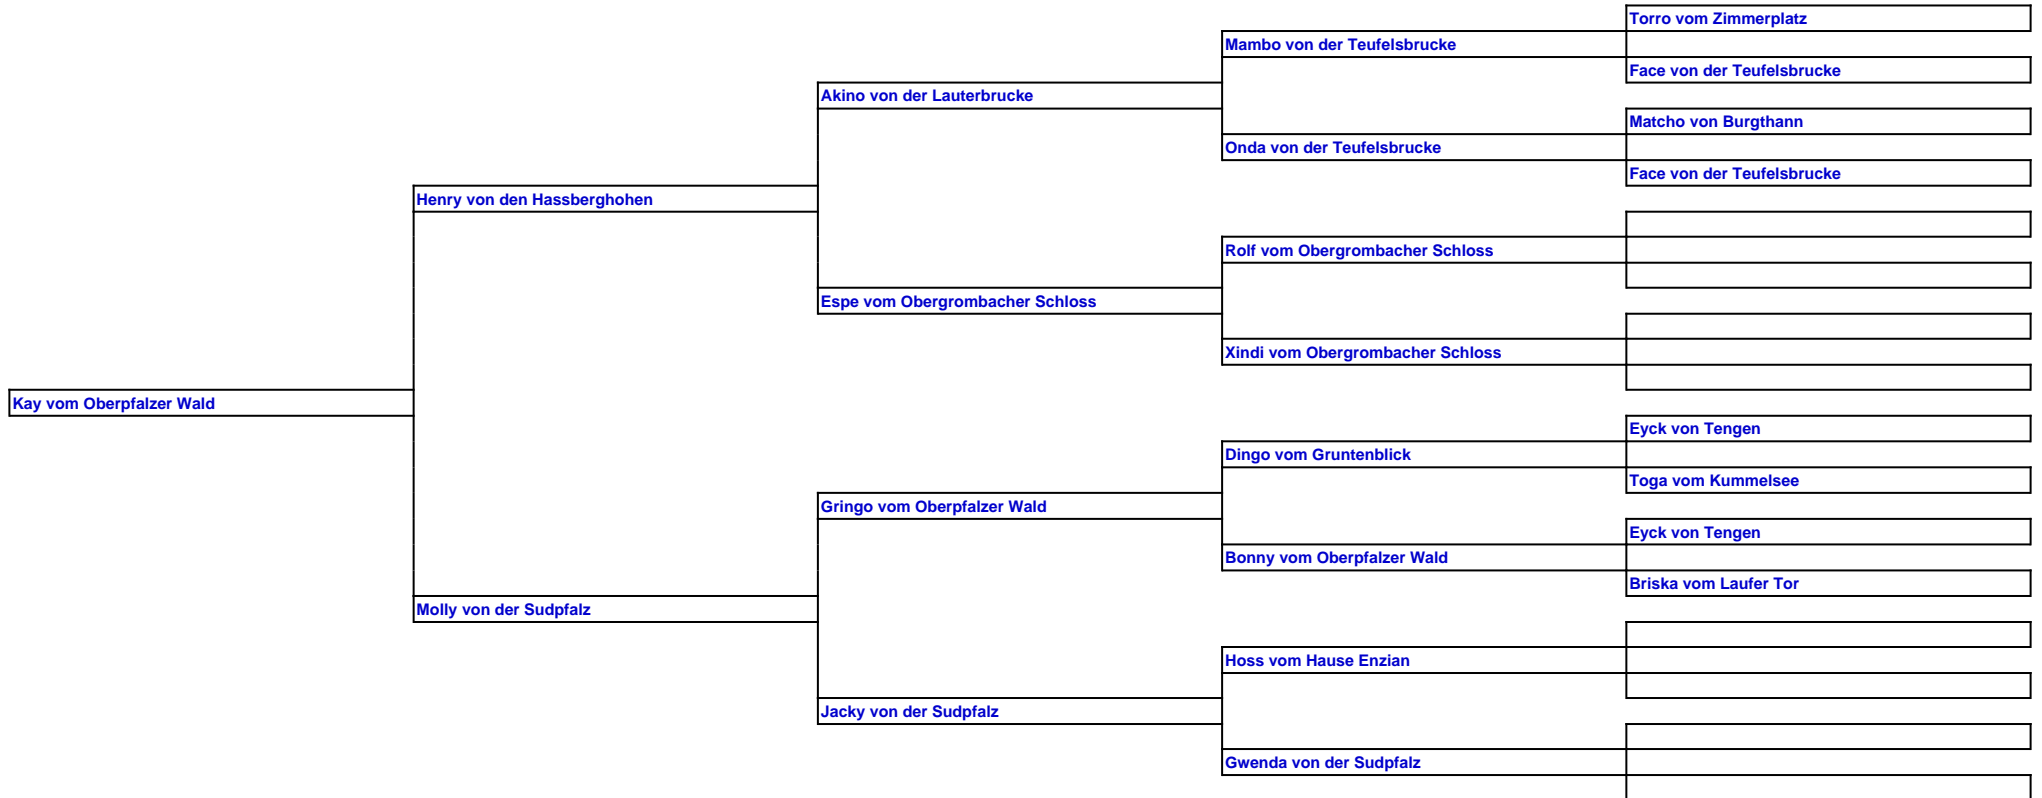 Torro vom Zimmerplatz
Mambo von der Teufelsbrucke
Face von der Teufelsbrucke
Akino von der Lauterbrucke
Matcho von Burgthann
Onda von der Teufelsbrucke
Face von der Teufelsbrucke
Henry von den Hassberghohen
Rolf vom Obergrombacher Schloss
Espe vom Obergrombacher Schloss
Xindi vom Obergrombacher Schloss
Kay vom Oberpfalzer Wald
Eyck von Tengen
Dingo vom Gruntenblick
Toga vom Kummelsee
Gringo vom Oberpfalzer Wald
Eyck von Tengen
Bonny vom Oberpfalzer Wald
Briska vom Laufer Tor
Molly von der Sudpfalz
Hoss vom Hause Enzian
Jacky von der Sudpfalz
Gwenda von der Sudpfalz